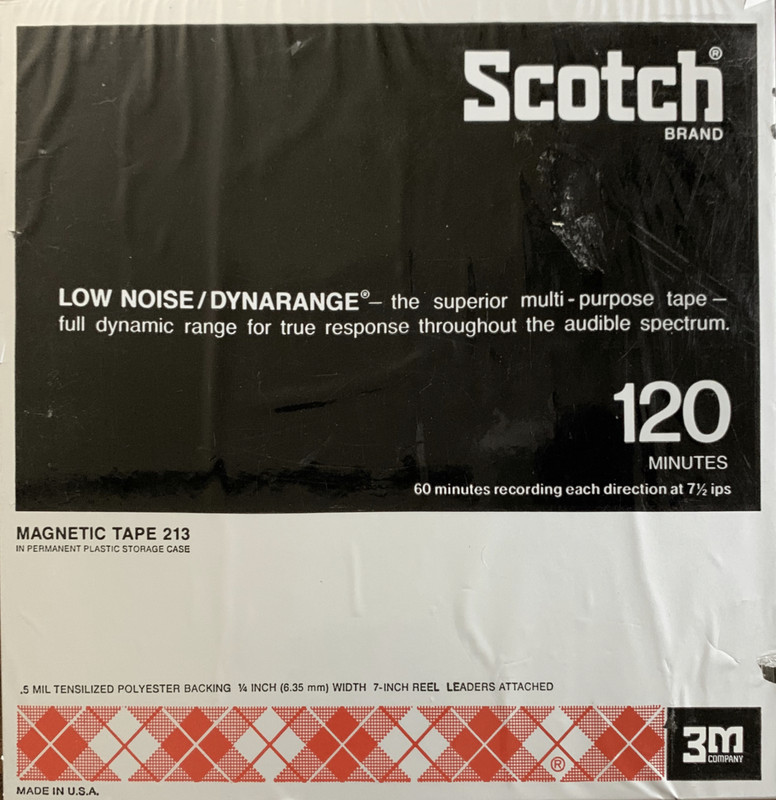 Scotch®
BRAND
LOW NOISE/DYNARANGE®– the superior multi-purpose tape –
full dynamic range for true response throughout the audible spectrum.
120
MINUTES
60 minutes recording each direction at 7½ ips
MAGNETIC TAPE 213
IN PERMANENT PLASTIC STORAGE CASE
.5 MIL TENSILIZED POLYESTER BACKING ¼ INCH (6.35 mm) WIDTH 7-INCH REEL LEADERS ATTACHED
®
3M
COMPANY
MADE IN U.S.A.